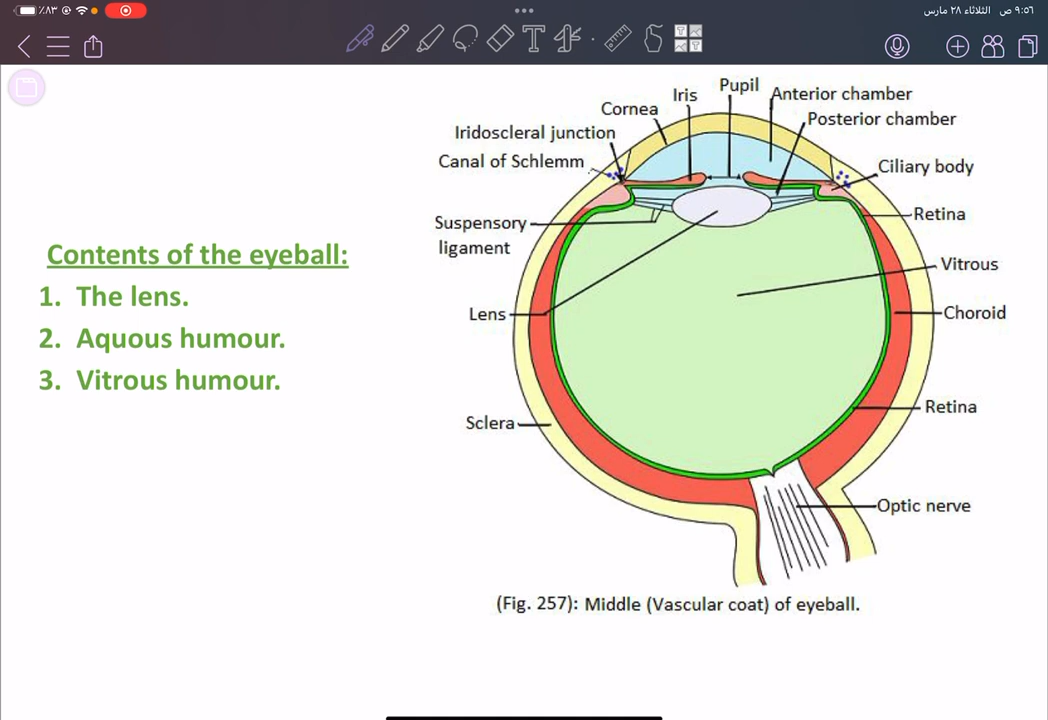 ٪٨٣
٩:٥٦ ص الثلاثاء ٢٨ مارس
Contents of the eyeball:
1. The lens.
2. Aquous humour.
3. Vitrous humour.
Pupil
Iris
Anterior chamber
Cornea
Posterior chamber
Iridoscleral junction
Canal of Schlemm
Ciliary body
Suspensory
ligament
Retina
Vitrous
Lens
Choroid
Retina
Sclera
Optic nerve
(Fig. 257): Middle (Vascular coat) of eyeball.